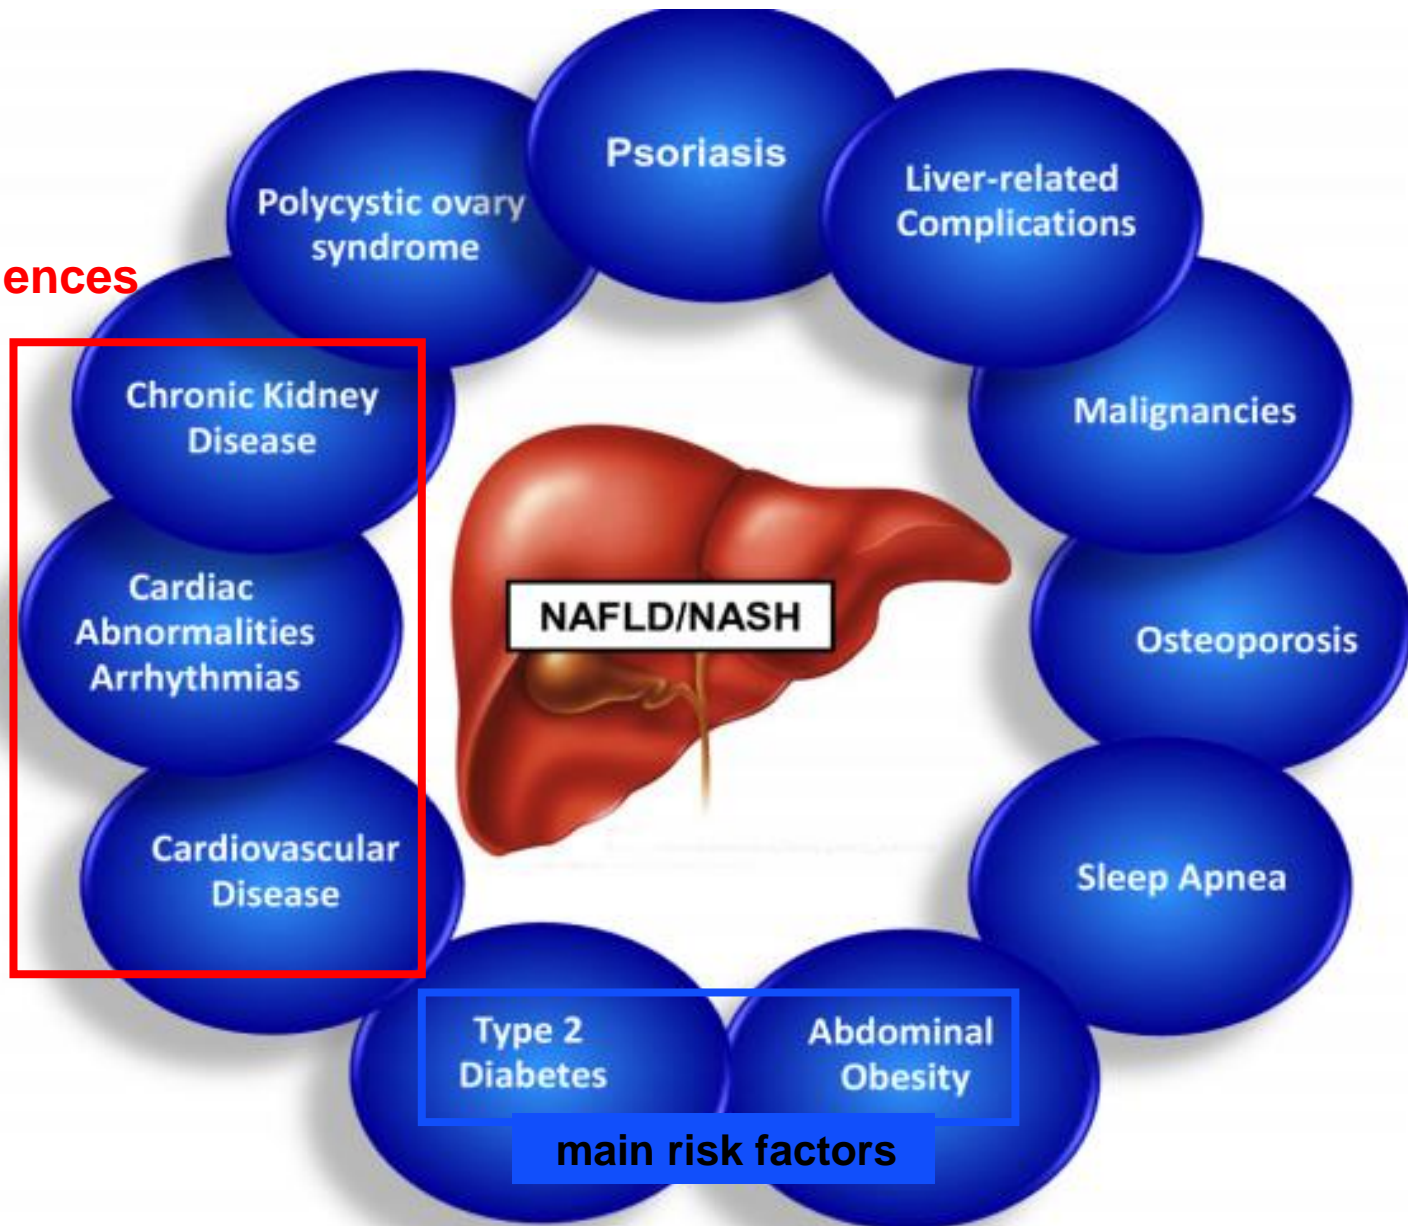 Psoriasis
Polycystic ovary
syndrome
Liver-related
Complications
ences
Chronic Kidney
Disease
Malignancies
Cardiac
Abnormalities
Arrhythmias
NAFLD/NASH
Osteoporosis
Cardiovascular
Disease
Sleep Apnea
Type 2
Diabetes
Abdominal
Obesity
main risk factors